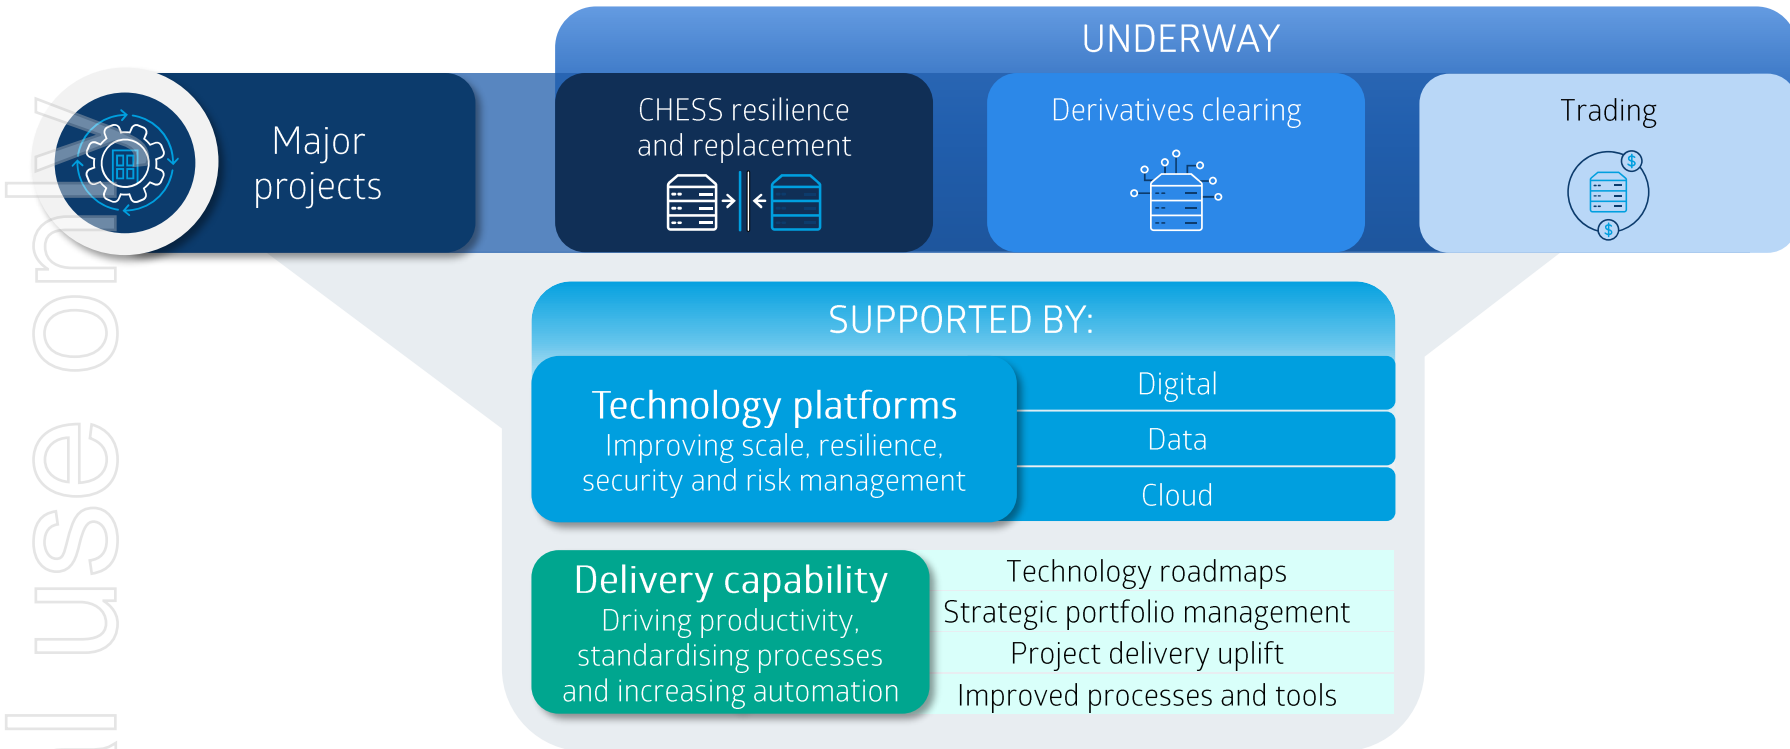 UNDERWAY
Major
projects
CHESS resilience
and replacement
Derivatives clearing
Trading
$
$
SUPPORTED BY:
Technology platforms
Improving scale, resilience,
security and risk management
Digital
Data
Cloud
Delivery capability
Driving productivity,
standardising processes
and increasing automation
Technology roadmaps
Strategic portfolio management
Project delivery uplift
Improved processes and tools
use only